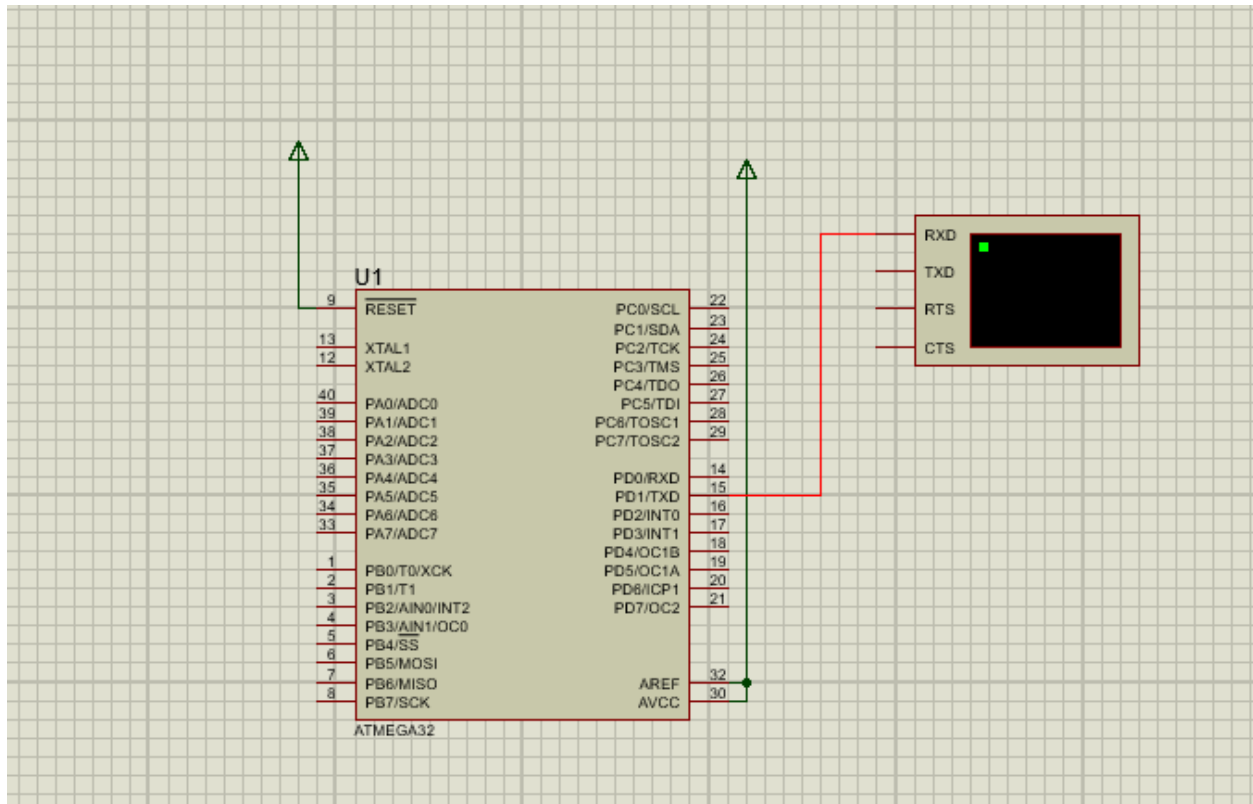 U1
9
RESET
13
XTAL1
12
XTAL2
40
PA0/ADC0
39
PA1/ADC1
38
PA2/ADC2
37
PA3/ADC3
36
PA4/ADC4
35
PA5/ADC5
34
PA6/ADC6
33
PA7/ADC7
1
PB0/T0/XCK
2
PB1/T1
3
PB2/AIN0/INT2
4
PB3/AIN1/OC0
5
PB4/SS
6
PB5/MOSI
7
PB6/MISO
8
PB7/SCK
22
PC0/SCL
23
PC1/SDA
24
PC2/TCK
25
PC3/TMS
26
PC4/TDO
27
PC5/TDI
28
PC6/TOSC1
29
PC7/TOSC2
14
PD0/RXD
15
PD1/TXD
16
PD2/INT0
17
PD3/INT1
18
PD4/OC1B
19
PD5/OC1A
20
PD6/ICP1
21
PD7/OC2
32
AREF
30
AVCC
ATMEGA32
RXD
TXD
RTS
CTS